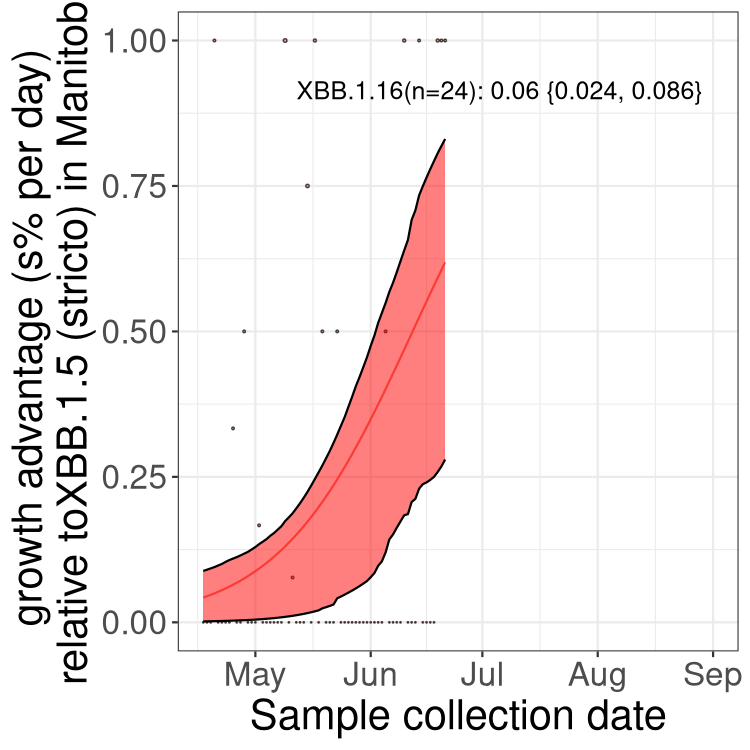 growth advantage (s% per day)
relative toXBB.1.5 (stricto) in Manitob
1.00
0.75
0.50
0.25
0.00
XBB.1.16(n=24): 0.06 {0.024, 0.086}
May Jun Jul Aug Sep
Sample collection date